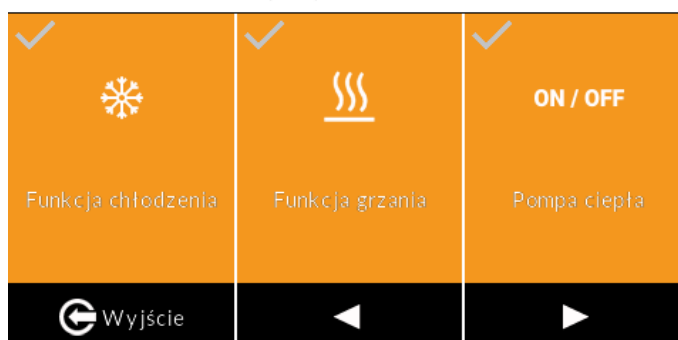 ON / OFF
Funkcja chłodzenia
Funkcja grzania
Pompa ciepła
Wyjście